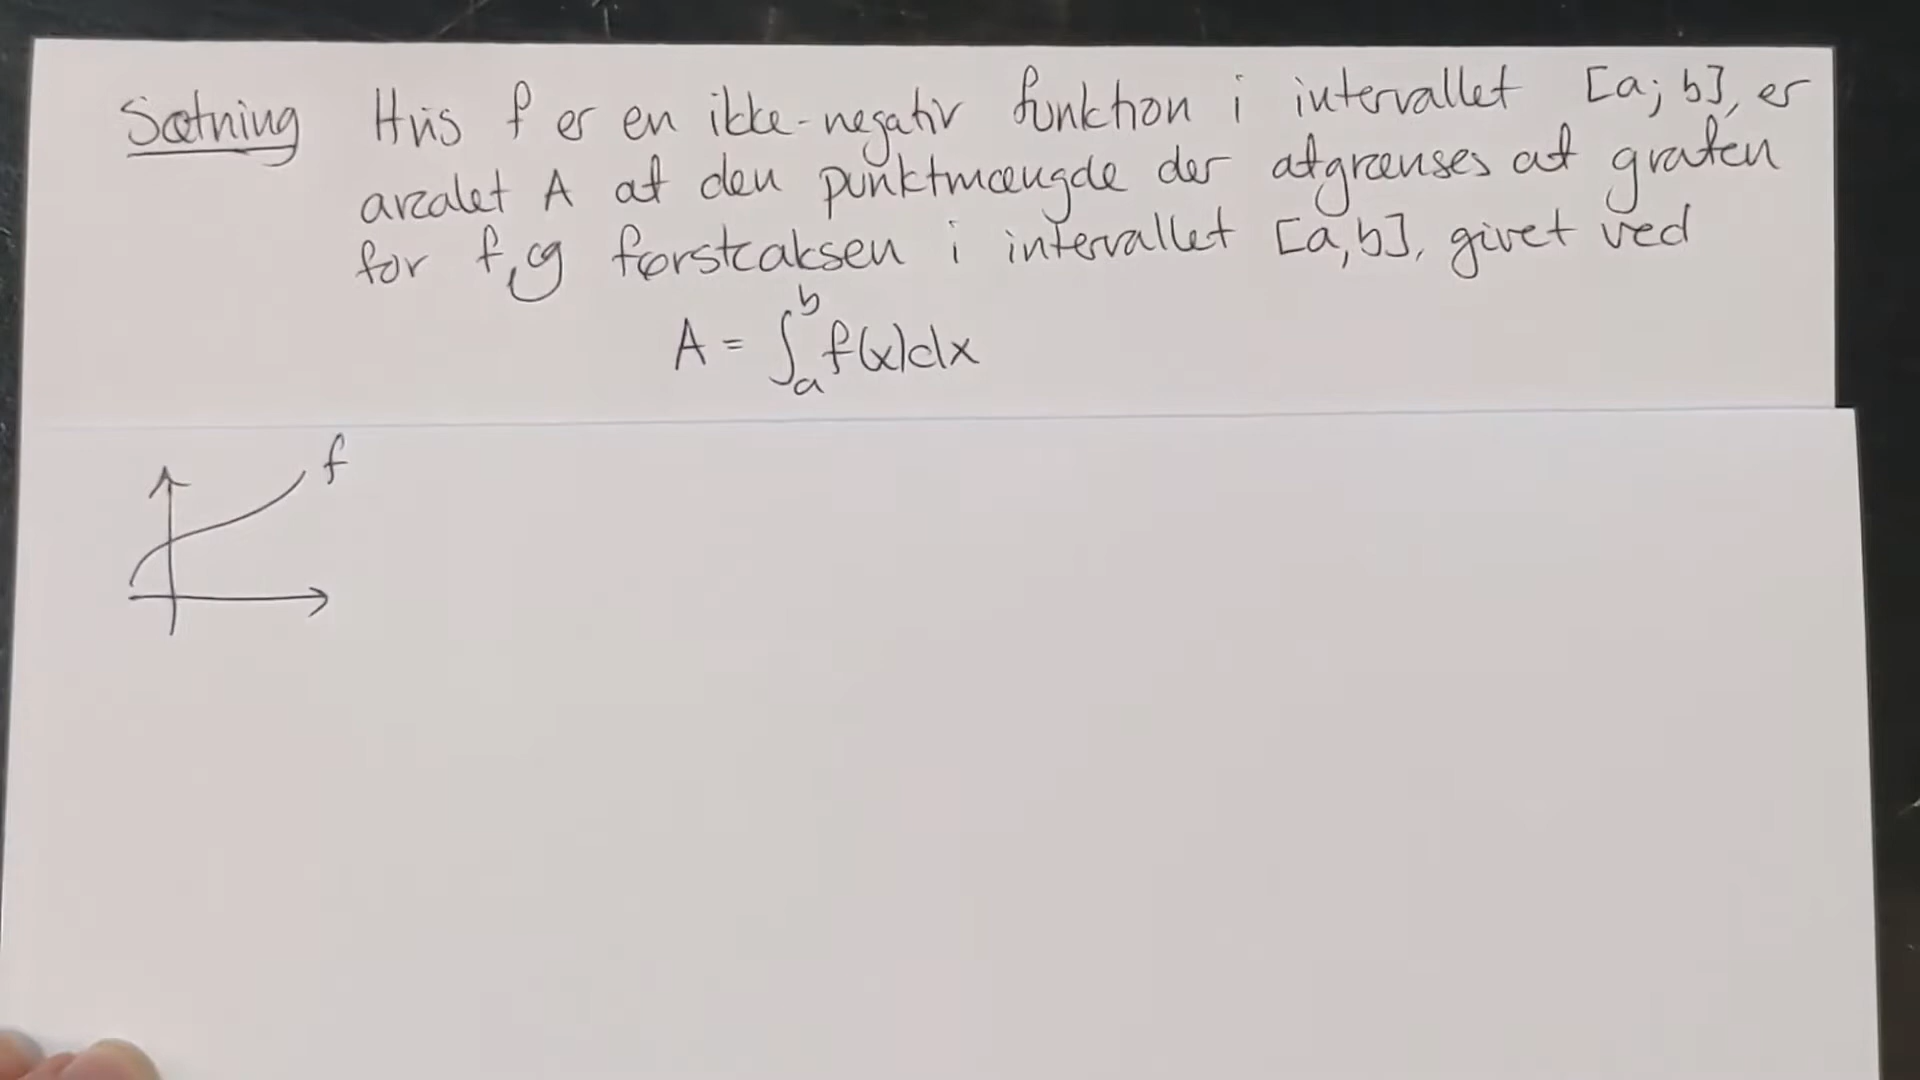 Sætning Hvis f er en ikke-negativ funktion i intervallet [a; b], er
arealet A af den punktmængde der afgrænses af grafen
for f, og førsteaksen i intervallet [a,b], givet ved
A = ∫_a^b f(x)dx
f